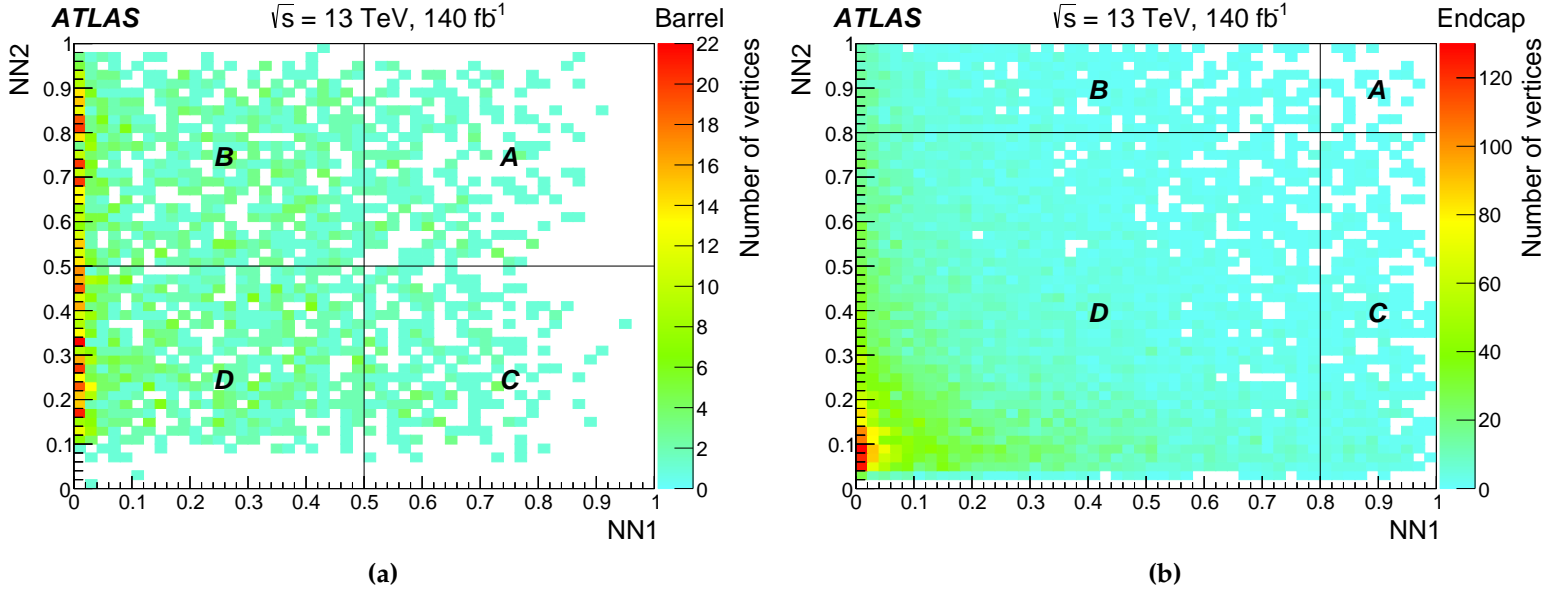 ATLAS √s = 13 TeV, 140 fb-1 Barrel
NN2
1
0.9
0.8
0.7
0.6
0.5
0.4
0.3
0.2
0.1
0
B
A
D
C
0 0.1 0.2 0.3 0.4 0.5 0.6 0.7 0.8 0.9 1
NN1
22
20
18
16
14
12
10
8
6
4
2
0
Number of vertices
(a)
ATLAS √s = 13 TeV, 140 fb-1 Endcap
NN2
1
0.9
0.8
0.7
0.6
0.5
0.4
0.3
0.2
0.1
0
B
A
D
C
0 0.1 0.2 0.3 0.4 0.5 0.6 0.7 0.8 0.9 1
NN1
120
100
80
60
40
20
0
Number of vertices
(b)